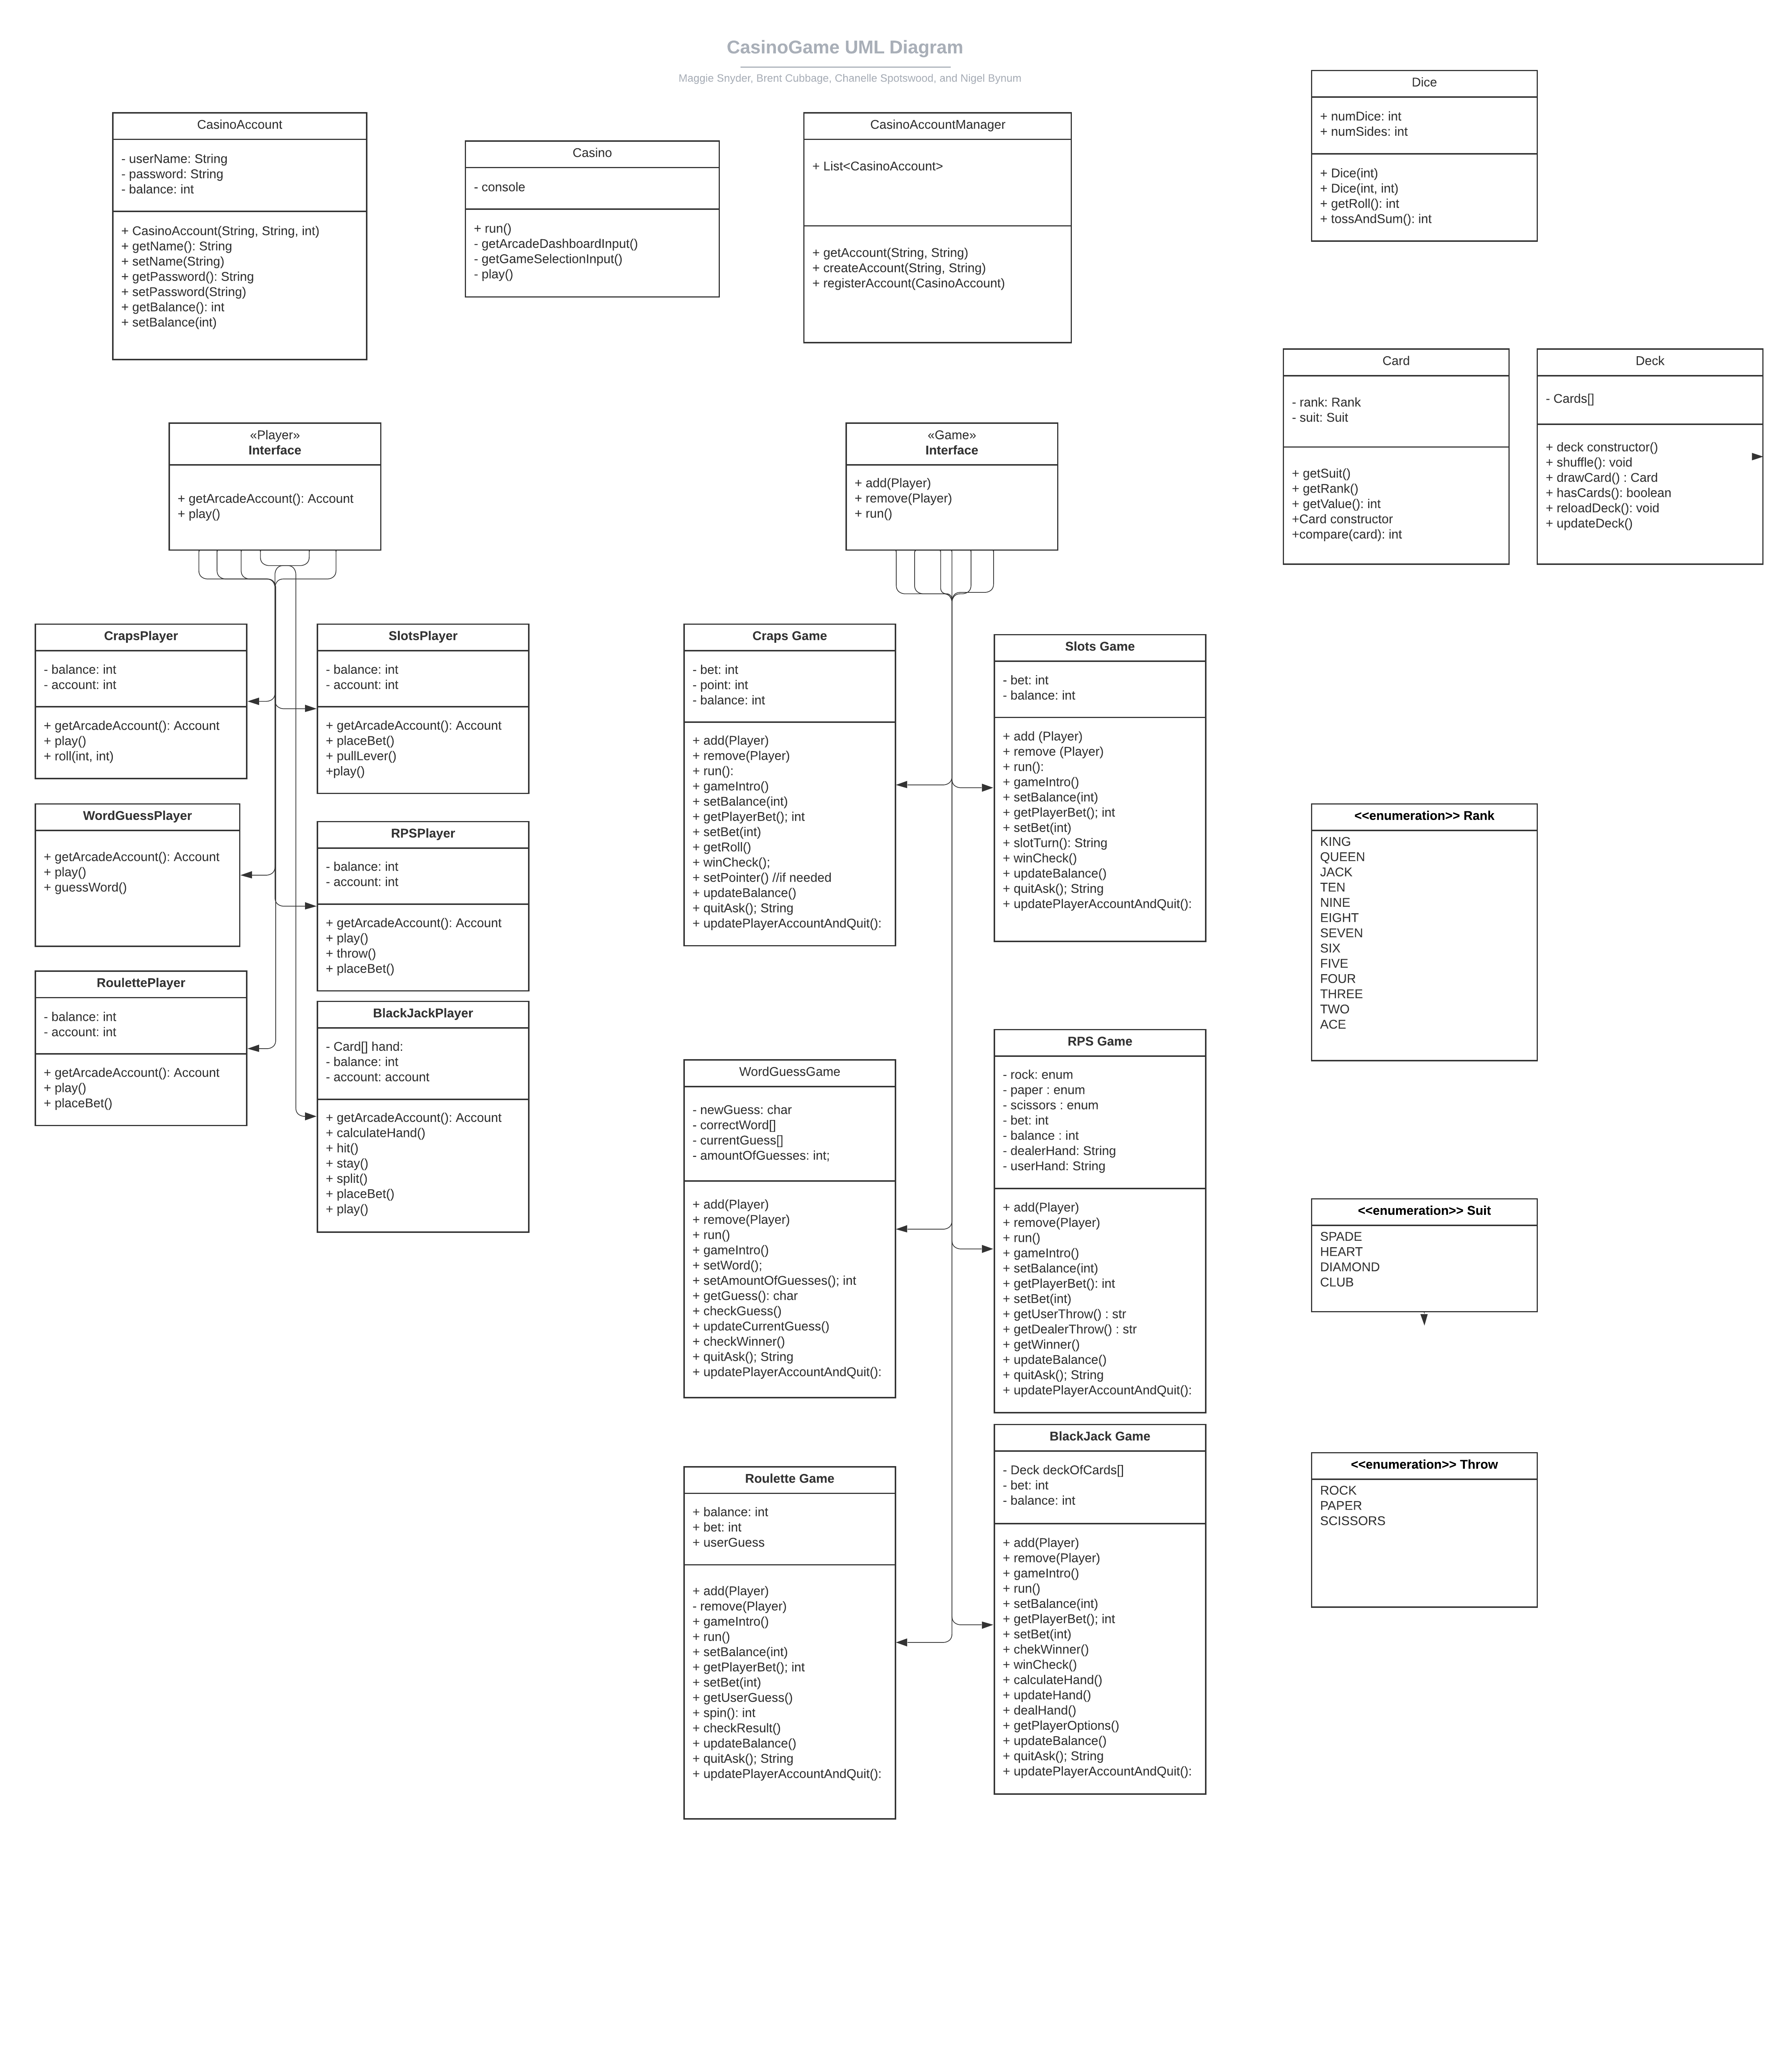 CasinoGame UML Diagram
Maggie Snyder, Brent Cubbage, Chanelle Spotswood, and Nigel Bynum
CasinoAccount
- userName: String
- password: String
- balance: int
+ CasinoAccount(String, String, int)
+ getName(): String
+ setName(String)
+ getPassword(): String
+ setPassword(String)
+ getBalance(): int
+ setBalance(int)
Casino
- console
+ run()
- getArcadeDashboardInput()
- getGameSelectionInput()
- play()
CasinoAccountManager
+ List<CasinoAccount>
+ getAccount(String, String)
+ createAccount(String, String)
+ registerAccount(CasinoAccount)
Dice
+ numDice: int
+ numSides: int
+ Dice(int)
+ Dice(int, int)
+ getRoll(): int
+ tossAndSum(): int
Card
- rank: Rank
- suit: Suit
+ getSuit()
+ getRank()
+ getValue(): int
+Card constructor
+compare(card): int
Deck
- Cards[]
+ deck constructor()
+ shuffle(): void
+ drawCard() : Card
+ hasCards(): boolean
+ reloadDeck(): void
+ updateDeck()
«Player»
Interface
+ getArcadeAccount(): Account
+ play()
«Game»
Interface
+ add(Player)
+ remove(Player)
+ run()
CrapsPlayer
- balance: int
- account: int
+ getArcadeAccount(): Account
+ play()
+ roll(int, int)
SlotsPlayer
- balance: int
- account: int
+ getArcadeAccount(): Account
+ placeBet()
+ pullLever()
+play()
WordGuessPlayer
+ getArcadeAccount(): Account
+ play()
+ guessWord()
RPSPlayer
- balance: int
- account: int
+ getArcadeAccount(): Account
+ play()
+ throw()
+ placeBet()
RoulettePlayer
- balance: int
- account: int
+ getArcadeAccount(): Account
+ play()
+ placeBet()
BlackJackPlayer
- Card[] hand:
- balance: int
- account: account
+ getArcadeAccount(): Account
+ calculateHand()
+ hit()
+ stay()
+ split()
+ placeBet()
+ play()
Craps Game
- bet: int
- point: int
- balance: int
+ add(Player)
+ remove(Player)
+ run():
+ gameIntro()
+ setBalance(int)
+ getPlayerBet(); int
+ setBet(int)
+ getRoll()
+ winCheck();
+ setPointer() //if needed
+ updateBalance()
+ quitAsk(); String
+ updatePlayerAccountAndQuit():
Slots Game
- bet: int
- balance: int
+ add (Player)
+ remove (Player)
+ run():
+ gameIntro()
+ setBalance(int)
+ getPlayerBet(); int
+ setBet(int)
+ slotTurn(): String
+ winCheck()
+ updateBalance()
+ quitAsk(); String
+ updatePlayerAccountAndQuit():
WordGuessGame
- newGuess: char
- correctWord[]
- currentGuess[]
- amountOfGuesses: int;
+ add(Player)
+ remove(Player)
+ run()
+ gameIntro()
+ setWord();
+ setAmountOfGuesses(); int
+ getGuess(): char
+ checkGuess()
+ updateCurrentGuess()
+ checkWinner()
+ quitAsk(); String
+ updatePlayerAccountAndQuit():
RPS Game
- rock: enum
- paper : enum
- scissors : enum
- bet: int
- balance : int
- dealerHand: String
- userHand: String
+ add(Player)
+ remove(Player)
+ run()
+ gameIntro()
+ setBalance(int)
+ getPlayerBet(): int
+ setBet(int)
+ getUserThrow() : str
+ getDealerThrow() : str
+ getWinner()
+ updateBalance()
+ quitAsk(); String
+ updatePlayerAccountAndQuit():
Roulette Game
+ balance: int
+ bet: int
+ userGuess
+ add(Player)
- remove(Player)
+ gameIntro()
+ run()
+ setBalance(int)
+ getPlayerBet(); int
+ setBet(int)
+ getUserGuess()
+ spin(): int
+ checkResult()
+ updateBalance()
+ quitAsk(); String
+ updatePlayerAccountAndQuit():
BlackJack Game
- Deck deckOfCards[]
- bet: int
- balance: int
+ add(Player)
+ remove(Player)
+ gameIntro()
+ run()
+ setBalance(int)
+ getPlayerBet(); int
+ setBet(int)
+ chekWinner()
+ winCheck()
+ calculateHand()
+ updateHand()
+ dealHand()
+ getPlayerOptions()
+ updateBalance()
+ quitAsk(); String
+ updatePlayerAccountAndQuit():
<<enumeration>> Rank
KING
QUEEN
JACK
TEN
NINE
EIGHT
SEVEN
SIX
FIVE
FOUR
THREE
TWO
ACE
<<enumeration>> Suit
SPADE
HEART
DIAMOND
CLUB
<<enumeration>> Throw
ROCK
PAPER
SCISSORS